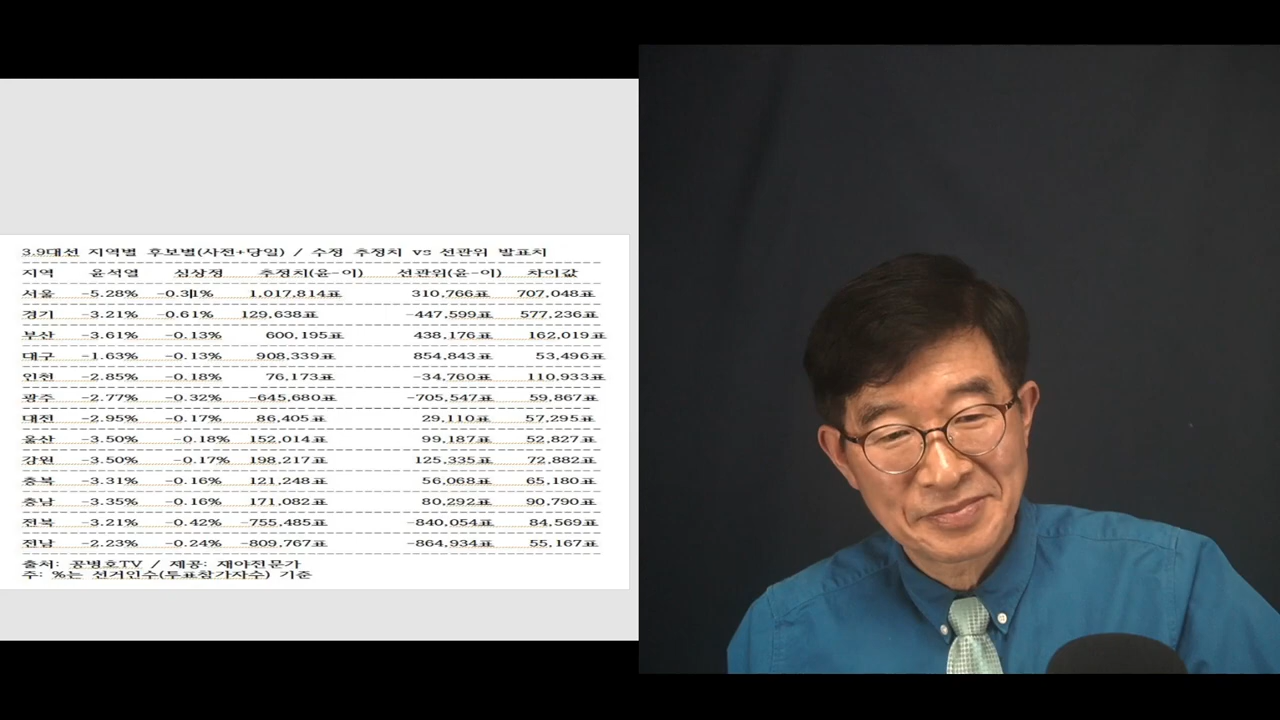 3.9대선 지역별 후보별(사전+당일) / 수정 추정치 vs 선관위 발표치
지역 윤석열 심상정 추정치(윤-이) 선관위(윤-이) 차이값
서울 -5.28% -0.31% 1,017,814표 310,766표 707,048표
경기 -3.21% -0.61% 129,638표 -447,599표 577,236표
부산 -3.61% -0.13% 600,195표 438,176표 162,019표
대구 -1.63% -0.13% 908,339표 854,843표 53,496표
인천 -2.85% -0.18% 76,173표 -34,760표 110,933표
광주 -2.77% -0.32% -645,680표 -705,547표 59,867표
대전 -2.95% -0.17% 86,405표 29,110표 57,295표
울산 -3.50% -0.18% 152,014표 99,187표 52,827표
강원 -3.50% -0.17% 198,217표 125,335표 72,882표
충북 -3.31% -0.16% 121,248표 56,068표 65,180표
충남 -3.35% -0.16% 171,082표 80,292표 90,790표
전북 -3.21% -0.42% -755,485표 -840,054표 84,569표
전남 -2.23% -0.24% -809,767표 -864,934표 55,167표
출처: 공병호TV / 제공: 재야전문가
주: %는 선거인수(투표참가자수) 기준